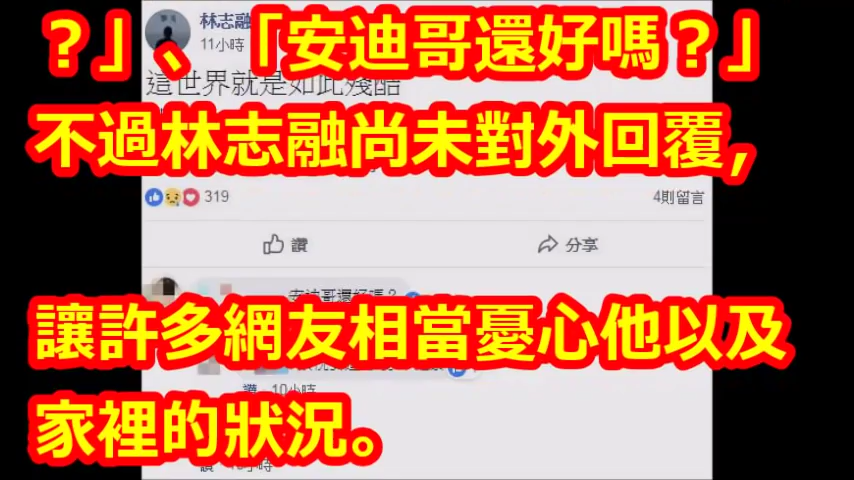 ？」、「安迪哥還好嗎？」
林志融
11小時
這世界就是如此殘酷
不過林志融尚未對外回覆，
319
4則留言
讚
分享
安迪哥還好嗎？
讓許多網友相當憂心他以及
讚 10小時
家裡的狀況。